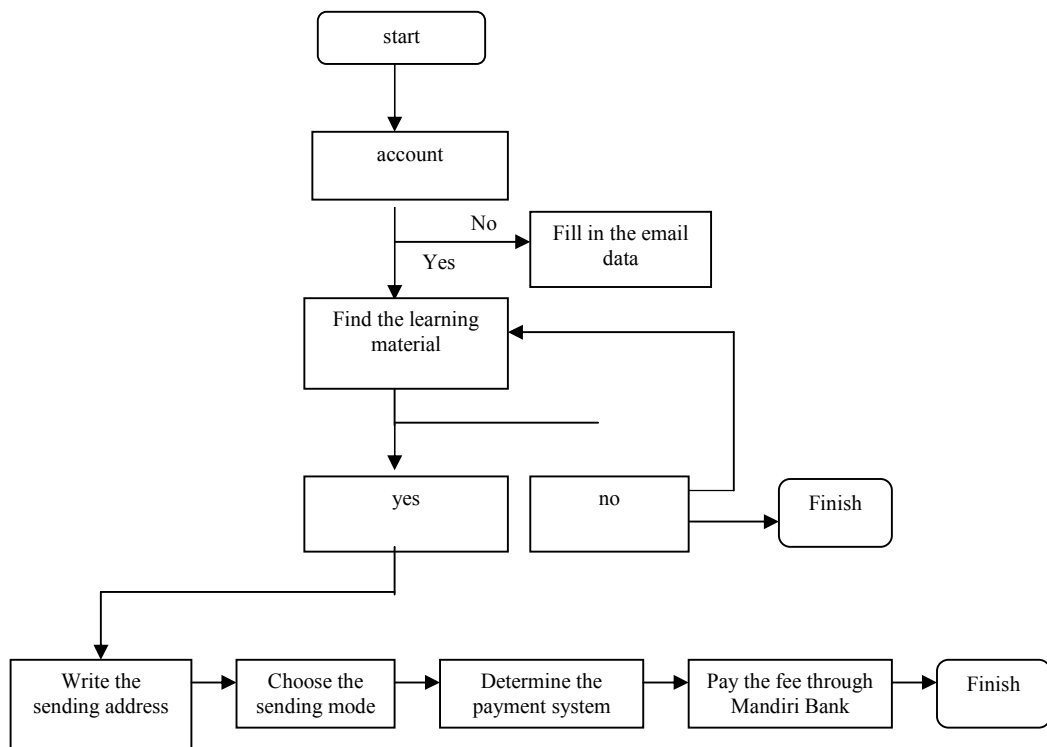 start
account
No
Fill in the email
data
Yes
Find the learning
material
yes
no
Finish
Write the
sending address
Choose the
sending mode
Determine the
payment system
Pay the fee through
Mandiri Bank
Finish